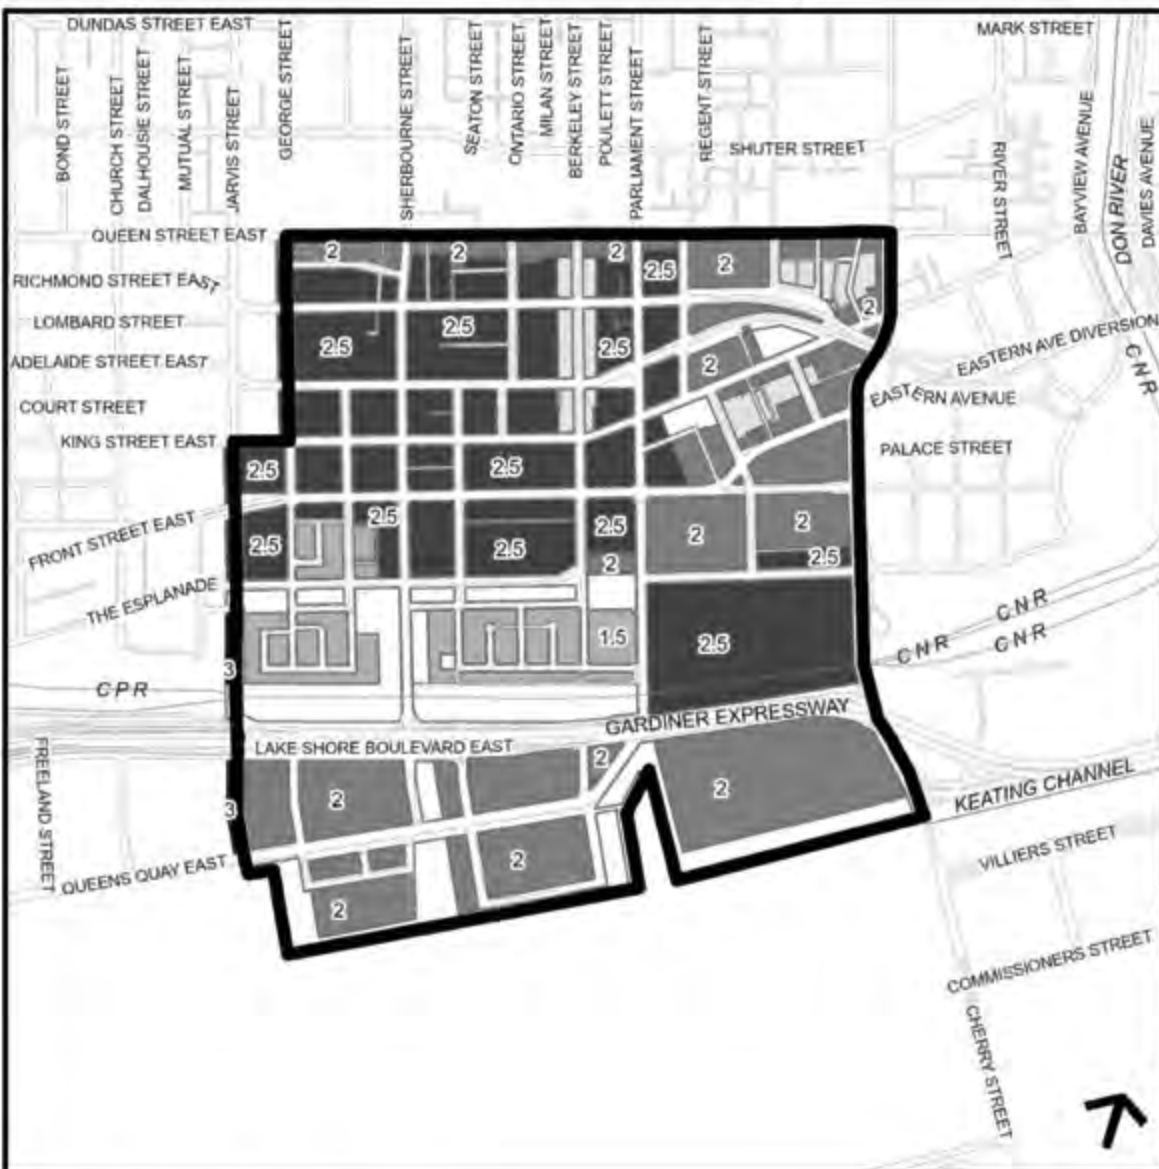 DUNDAS STREET EAST
MARK STREET
BOND STREET
CHURCH STREET
DALHOUSIE STREET
MUTUAL STREET
JARVIS STREET
GEORGE STREET
SHERBOURNE STREET
SEATON STREET
ONTARIO STREET
MILAN STREET
BERKELEY STREET
POULETT STREET
PARLIAMENT STREET
REGENT STREET
SHUTER STREET
RIVER STREET
BAYVIEW AVENUE
DON RIVER
DAVIES AVENUE
QUEEN STREET EAST
2
2
2
2.5
2
RICHMOND STREET EAST
2
LOMBARD STREET
2.5
2.5
2.5
EASTERN AVE DIVERSION
ADELAIDE STREET EAST
2
CNR
COURT STREET
EASTERN AVENUE
KING STREET EAST
PALACE STREET
2.5
2.5
FRONT STREET EAST
2.5
2.5
2.5
2.5
2
2
2.5
2
2.5
THE ESPLANADE
CNR
CNR
CNR
1.5
2.5
3
CPR
GARDINER EXPRESSWAY
LAKE SHORE BOULEVARD EAST
2
FREELAND STREET
3
2
2
KEATING CHANNEL
VILLIERS STREET
QUEENS QUAY EAST
2
2
COMMISSIONERS STREET
CHERRY STREET